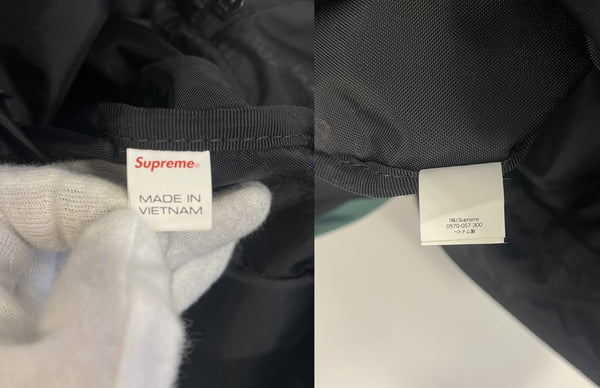 Supreme®
MADE IN
VIETNAM
(株)Supreme
0570-057-300
ベトナム製